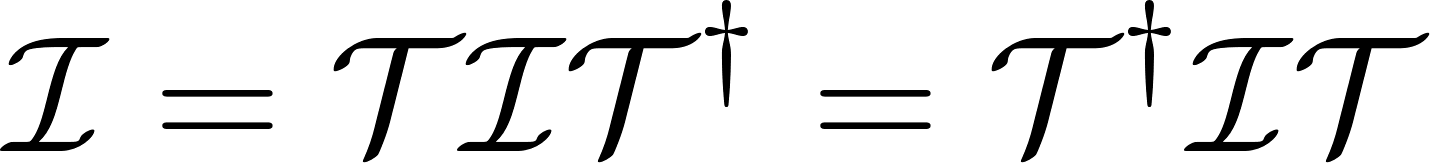 ℐ = 𝒯ℐ𝒯† = 𝒯†ℐ𝒯